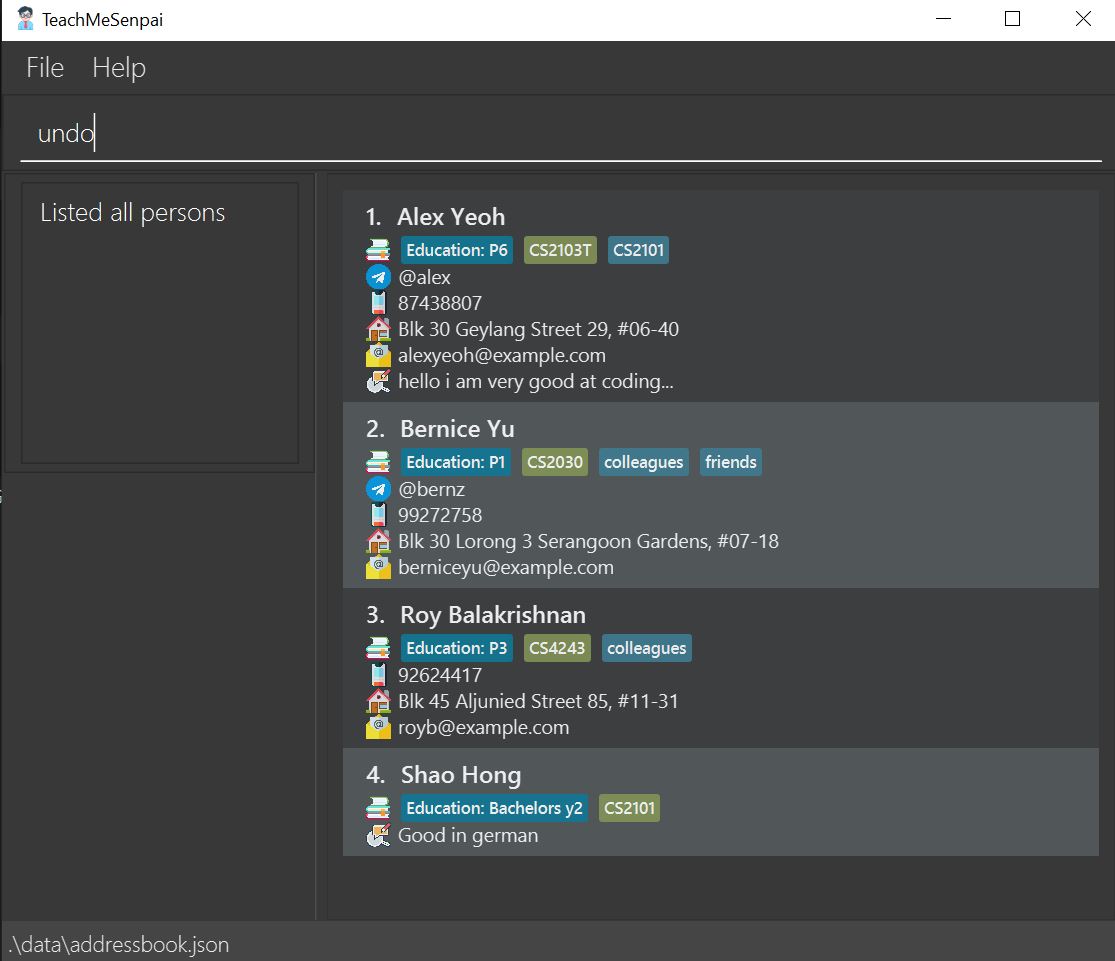 TeachMeSenpai
File Help
undo
Listed all persons
1. Alex Yeoh
Education: P6 CS2103T CS2101
@alex
87438807
Blk 30 Geylang Street 29, #06-40
alexyeoh@example.com
hello i am very good at coding...
2. Bernice Yu
Education: P1 CS2030 colleagues friends
@bernz
99272758
Blk 30 Lorong 3 Serangoon Gardens, #07-18
berniceyu@example.com
3. Roy Balakrishnan
Education: P3 CS4243 colleagues
92624417
Blk 45 Aljunied Street 85, #11-31
royb@example.com
4. Shao Hong
Education: Bachelors y2 CS2101
Good in german
.\data\addressbook.json